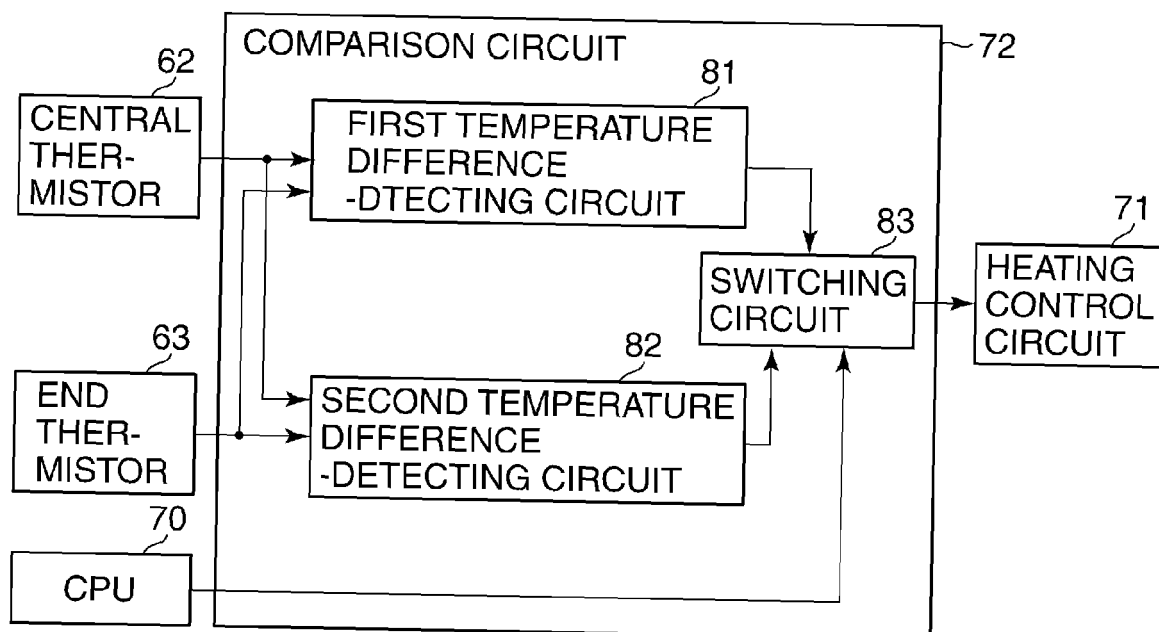 COMPARISON CIRCUIT
72
62
CENTRAL
THER-
MISTOR
81
FIRST TEMPERATURE
DIFFERENCE
-DTECTING CIRCUIT
83
SWITCHING
CIRCUIT
71
HEATING
CONTROL
CIRCUIT
63
END
THER-
MISTOR
82
SECOND TEMPERATURE
DIFFERENCE
-DETECTING CIRCUIT
70
CPU